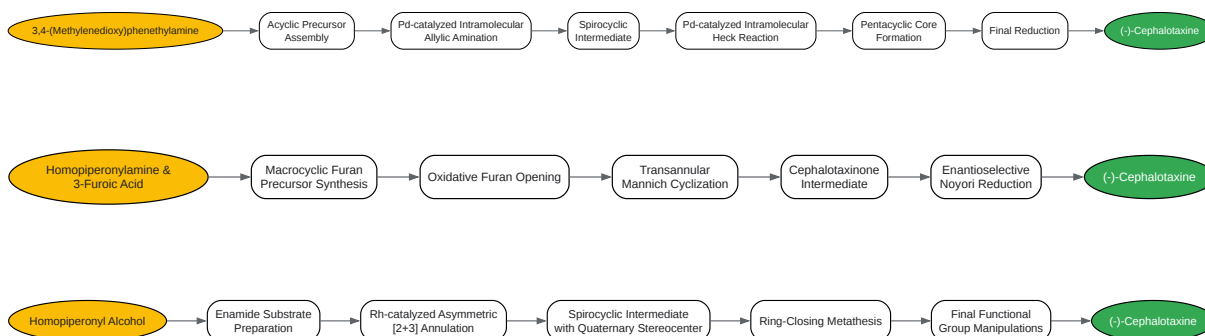 3,4-(Methylenedioxy)phenethylamine
Acyclic Precursor
Assembly
Pd-catalyzed Intramolecular
Allylic Amination
Spirocyclic
Intermediate
Pd-catalyzed Intramolecular
Heck Reaction
Pentacyclic Core
Formation
Final Reduction
(-)-Cephalotaxine
Homopiperonylamine &
3-Furoic Acid
Macrocyclic Furan
Precursor Synthesis
Oxidative Furan Opening
Transannular
Mannich Cyclization
Cephalotaxinone
Intermediate
Enantioselective
Noyori Reduction
(-)-Cephalotaxine
Homopiperonyl Alcohol
Enamide Substrate
Preparation
Rh-catalyzed Asymmetric
[2+3] Annulation
Spirocyclic Intermediate
with Quaternary Stereocenter
Ring-Closing Metathesis
Final Functional
Group Manipulations
(-)-Cephalotaxine